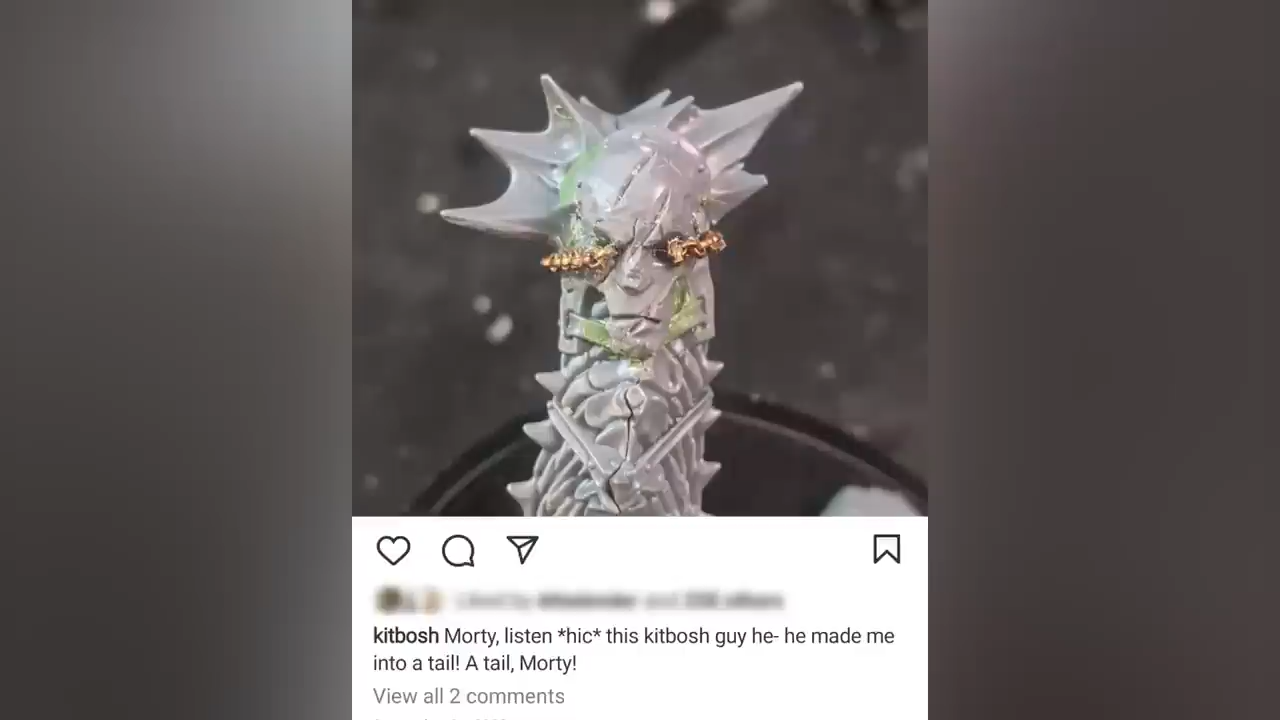 kitbosh Morty, listen *hic* this kitbosh guy he- he made me
into a tail! A tail, Morty!
View all 2 comments